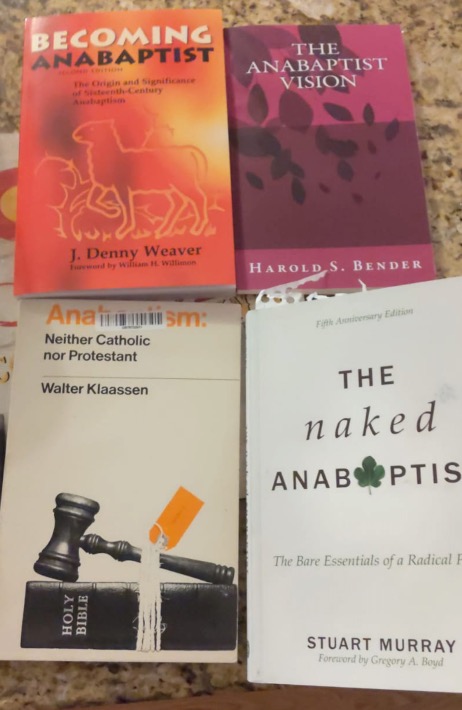 BECOMING
ANABAPTIST
SECOND EDITION
The Origin and Significance
of Sixteenth-Century
Anabaptism
J. Denny Weaver
Foreword by William H. Willimon
THE
ANABAPTIST
VISION
HAROLD S. BENDER
Neither Catholic
nor Protestant
Walter Klaassen
HOLY
BIBLE
Fifth Anniversary Edition
THE
naked
ANAB PTIS
The Bare Essentials of a Radical F
STUART MURRAY
Foreword by Gregory A. Boyd